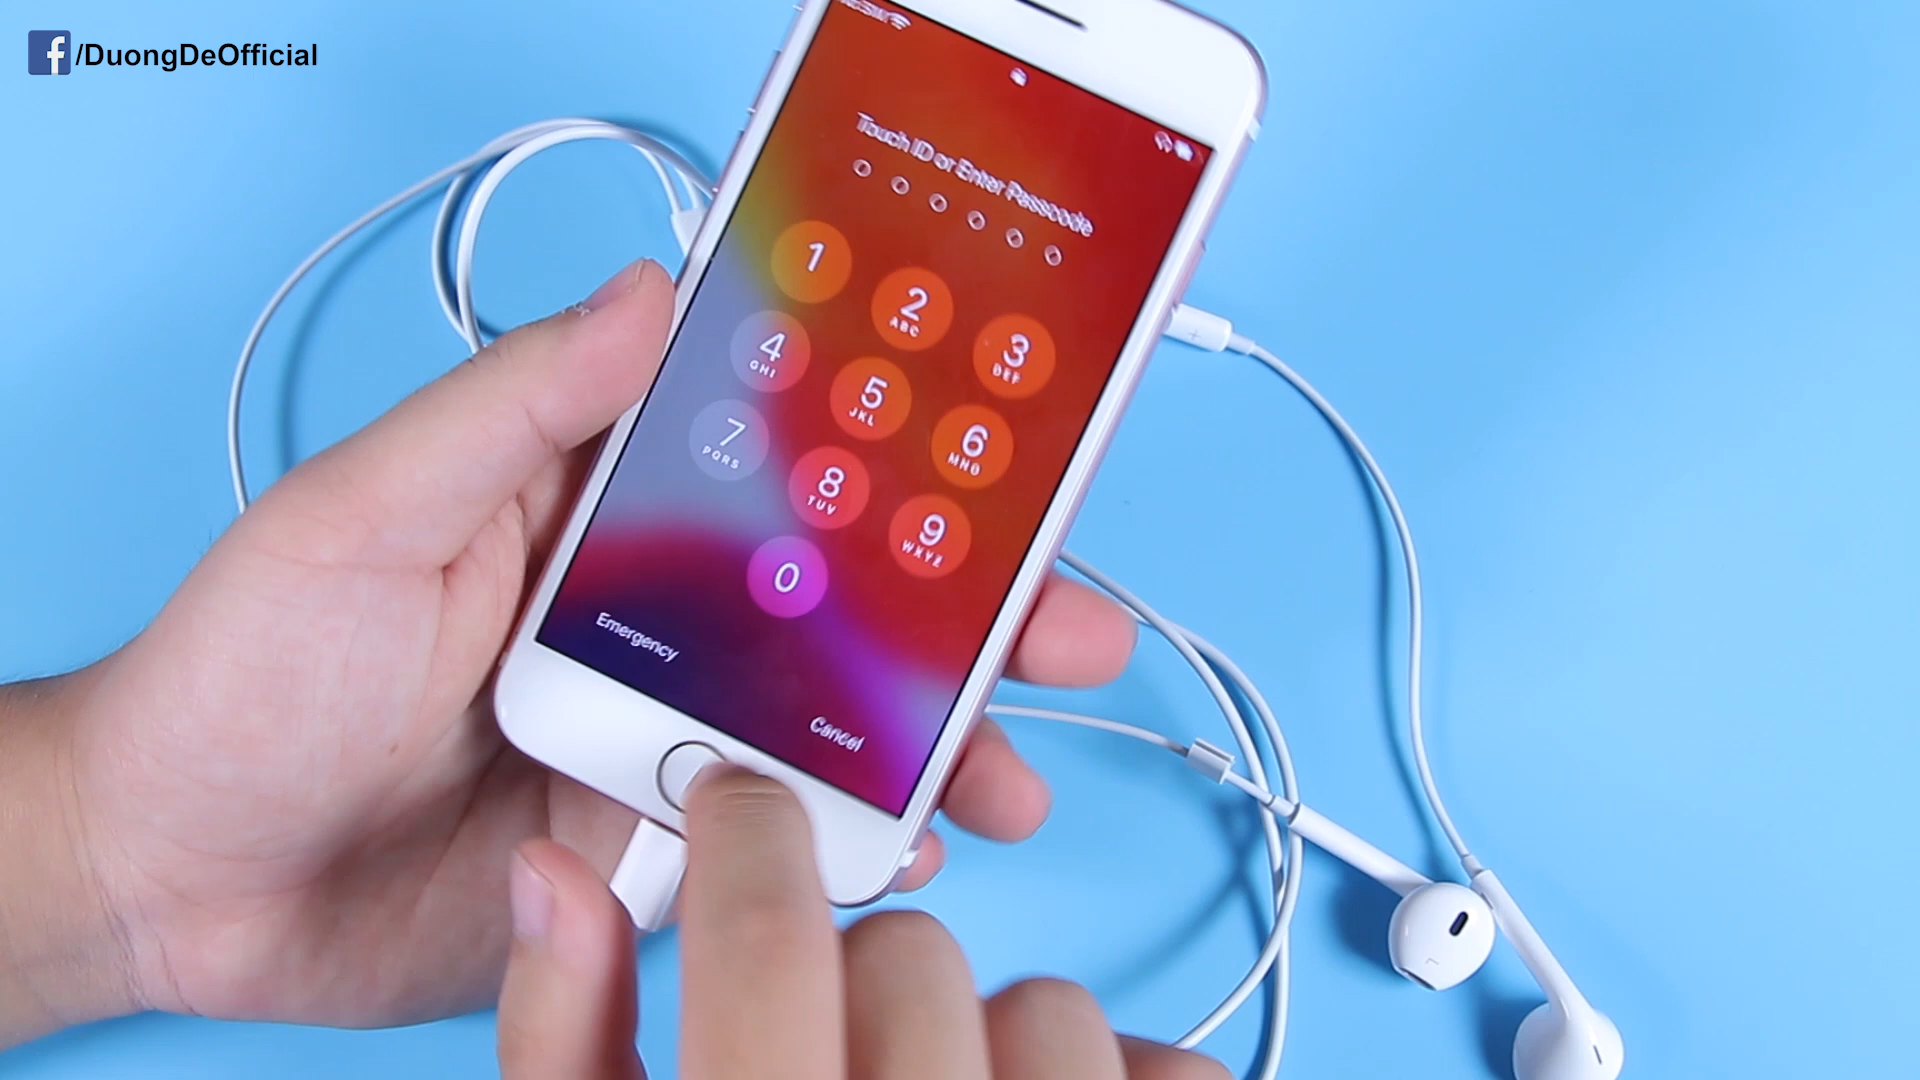 /DuongDeOfficial
Touch ID or Enter Passcode
1
2
ABC
3
DEF
4
GHI
5
JKL
6
MNO
7
PQRS
8
TUV
9
WXYZ
0
Emergency
Cancel